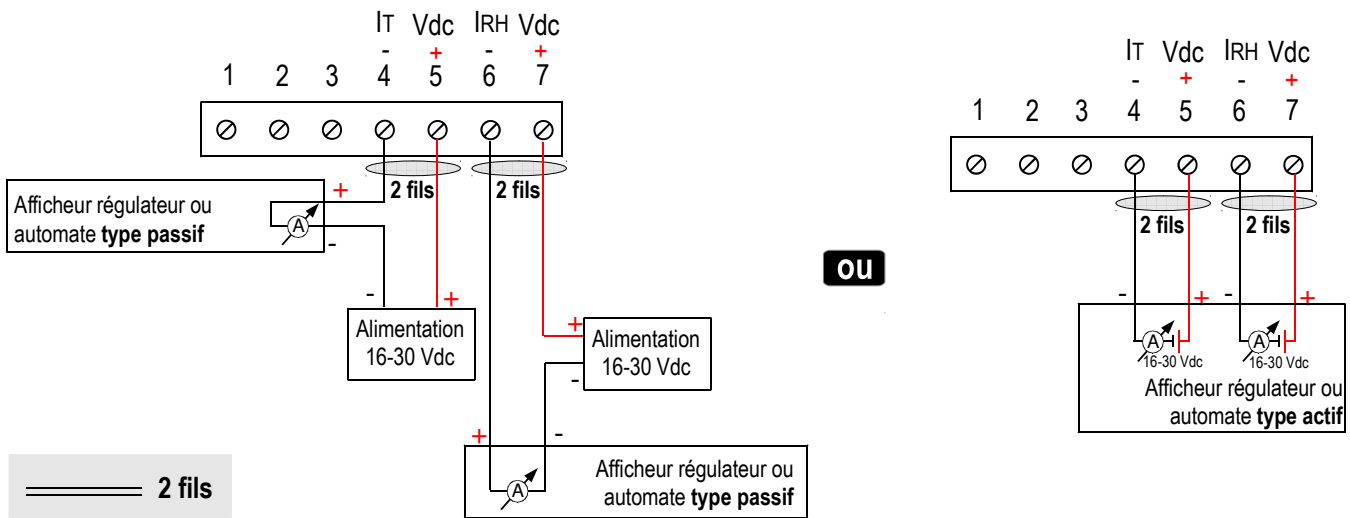 IT Vdc IRH Vdc
- + - +
1 2 3 4 5 6 7
2 fils 2 fils
Afficheur régulateur ou
automate type passif
+
A
-
- +
Alimentation
16-30 Vdc
+
Alimentation
16-30 Vdc
-
+ -
A
Afficheur régulateur ou
automate type passif
2 fils
ou
IT Vdc IRH Vdc
- + - +
1 2 3 4 5 6 7
2 fils 2 fils
- + - +
A A
16-30 Vdc 16-30 Vdc
Afficheur régulateur ou
automate type actif